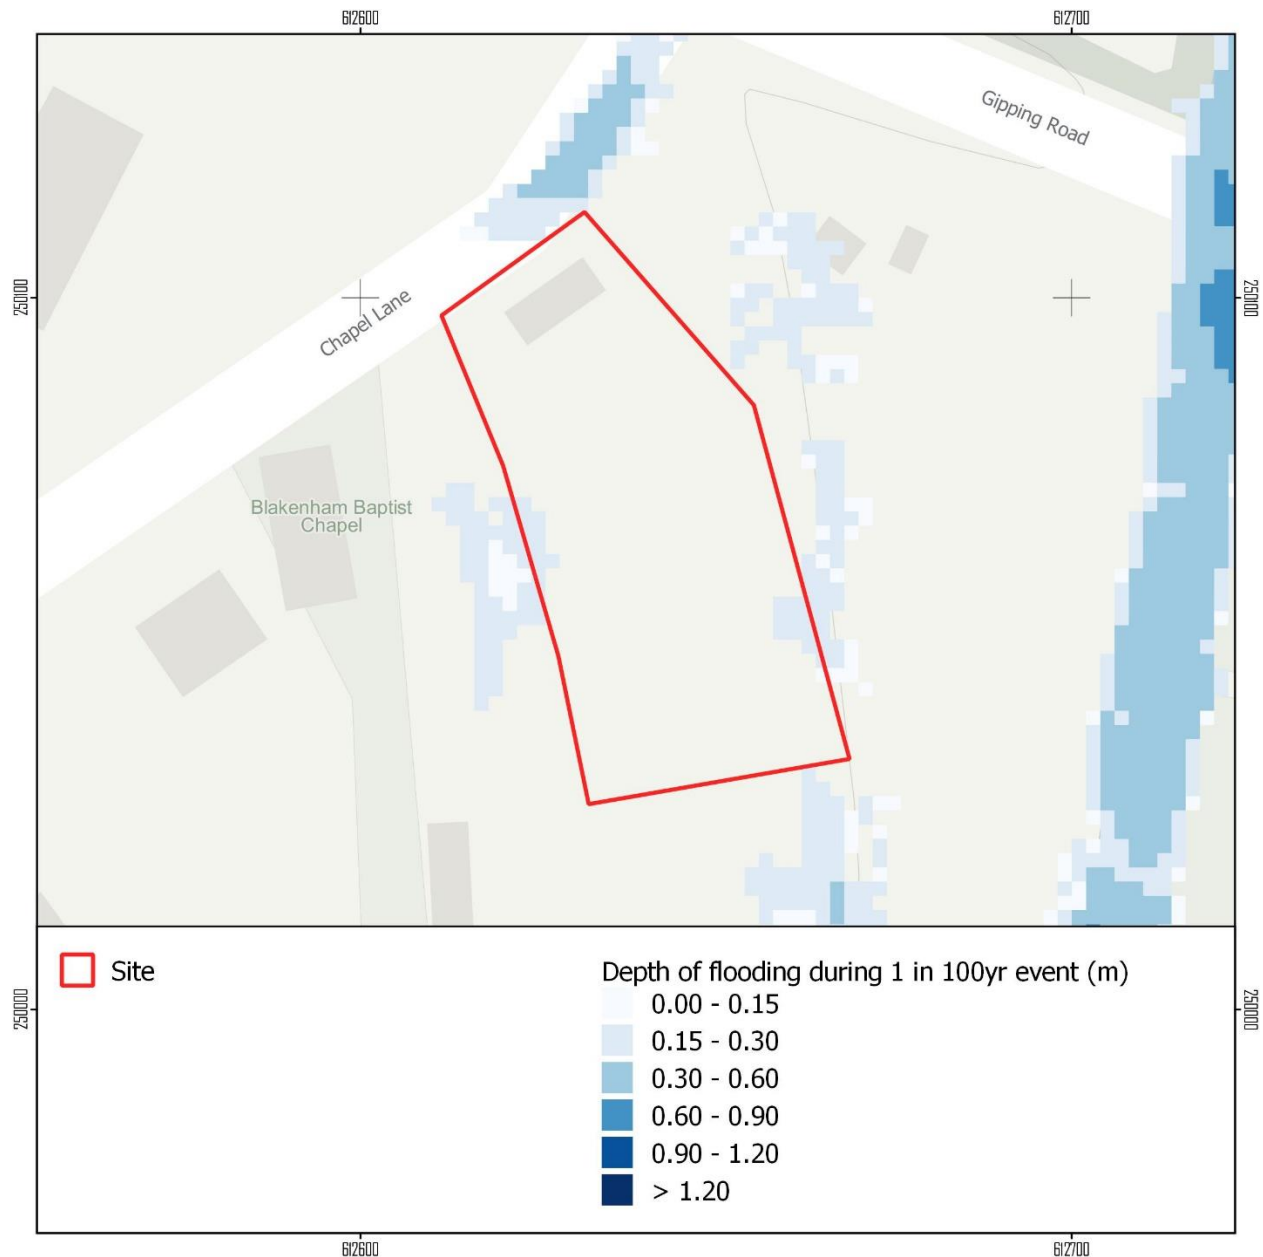 612600
612700
Gipping Road
250100
250100
Chapel Lane
Blakenham Baptist
Chapel
Site
Depth of flooding during 1 in 100yr event (m)
0.00 - 0.15
0.15 - 0.30
0.30 - 0.60
0.60 - 0.90
0.90 - 1.20
> 1.20
250000
250000
612600
612700